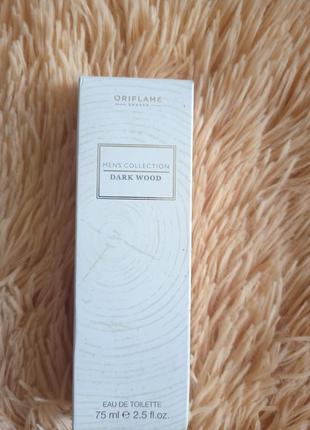 ORIFLAME
SWEDEN
MEN'S COLLECTION
DARK WOOD
EAU DE TOILETTE
75 ml ℮ 2.5 fl.oz.